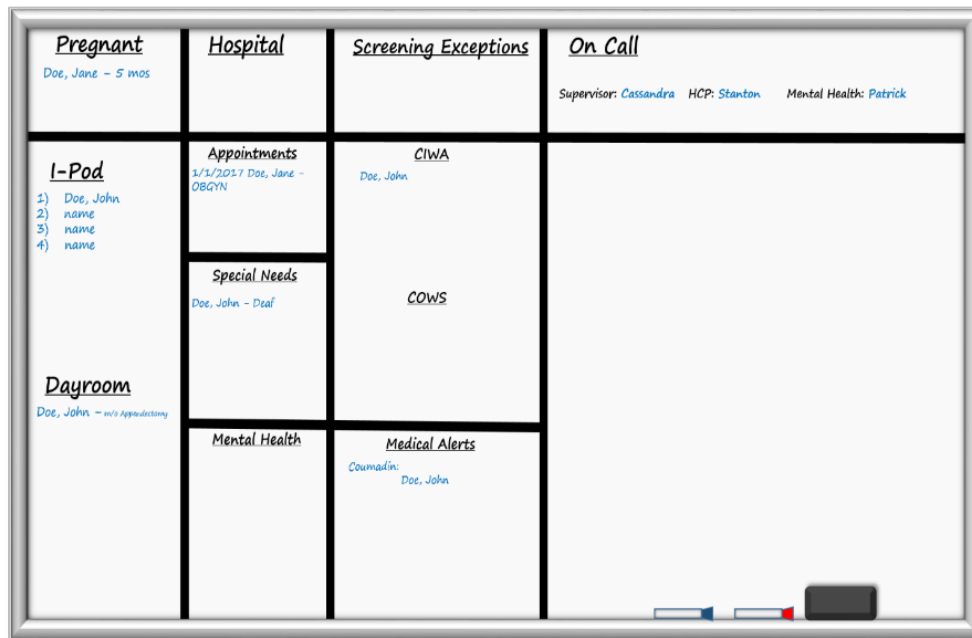 Pregnant
Doe, Jane – 5 mos
Hospital
Screening Exceptions
On Call
Supervisor: Cassandra HCP: Stanton Mental Health: Patrick
I-Pod
1) Doe, John
2) name
3) name
4) name
Dayroom
Doe, John – m/o Appendectomy
Appointments
1/1/2017 Doe, Jane –
OBGYN
Special Needs
Doe, John – Deaf
Mental Health
CIWA
Doe, John
COWS
Medical Alerts
Coumadin:
Doe, John